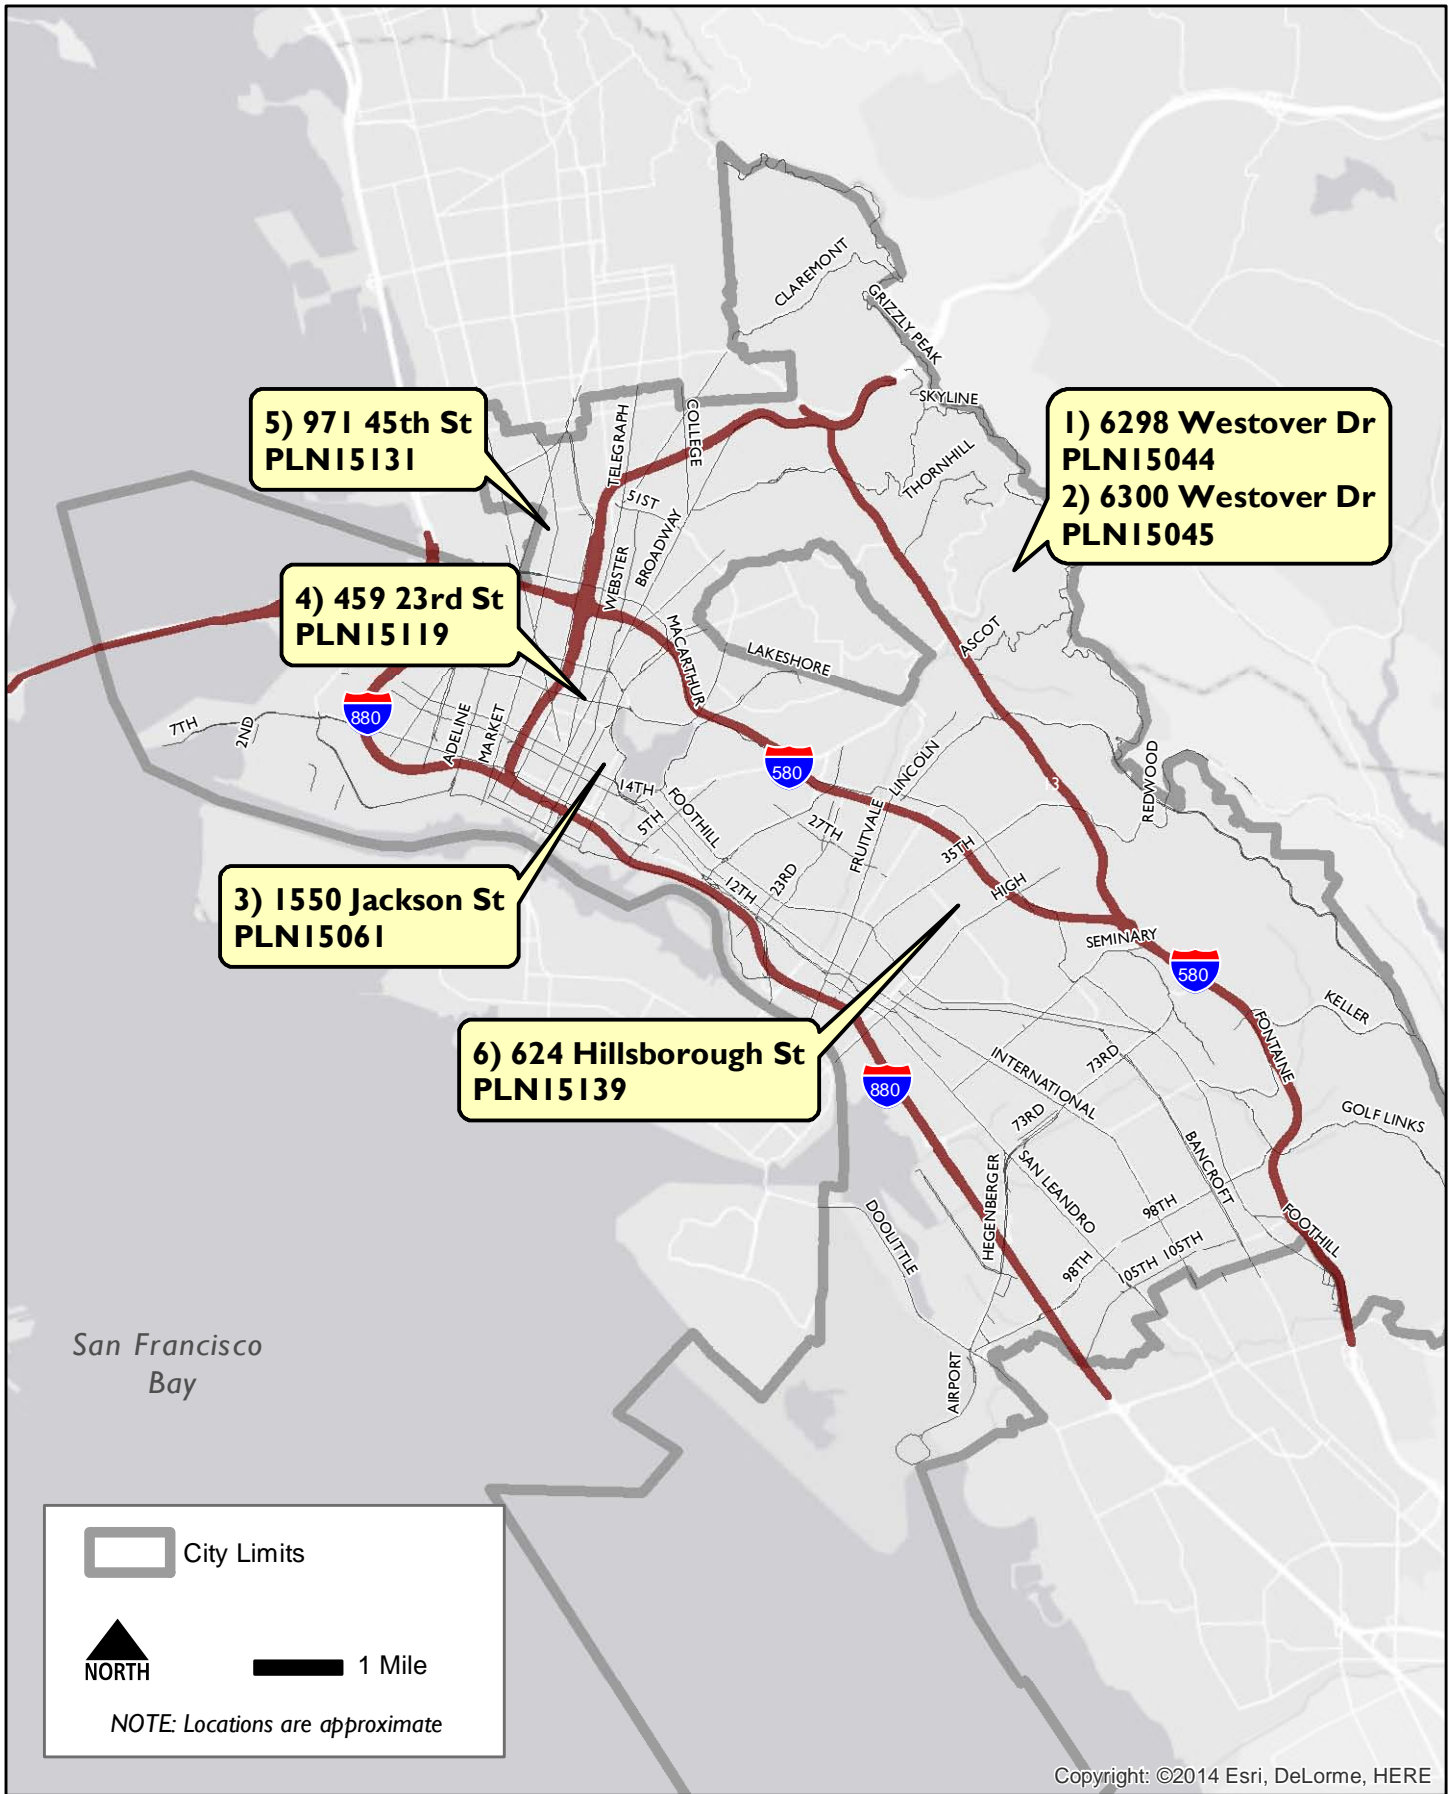 CLAREMONT
GRIZZLY PEAK
SKYLINE
5) 971 45th St
PLN15131
TELEGRAPH
COLLEGE
1) 6298 Westover Dr
PLN15044
2) 6300 Westover Dr
PLN15045
THORNHILL
51ST
BROADWAY
WEBSTER
4) 459 23rd St
PLN15119
MACARTHUR
LAKESHORE
ASCOT
880
7TH
2ND
ADELINE
MARKET
580
LINCOLN
REDWOOD
13
14TH
FOOTHILL
5TH
27TH
FRUITVALE
35TH
3) 1550 Jackson St
PLN15061
12TH
23RD
HIGH
SEMINARY
580
KELLER
FONTAINE
6) 624 Hillsborough St
PLN15139
880
INTERNATIONAL
73RD
73RD
GOLF LINKS
BANCROFT
SAN LEANDRO
HEGENBERGER
DOOLITTLE
98TH
FOOTHILL
98TH
105TH
105TH
San Francisco
Bay
AIRPORT
City Limits
NORTH
1 Mile
NOTE: Locations are approximate
Copyright: ©2014 Esri, DeLorme, HERE